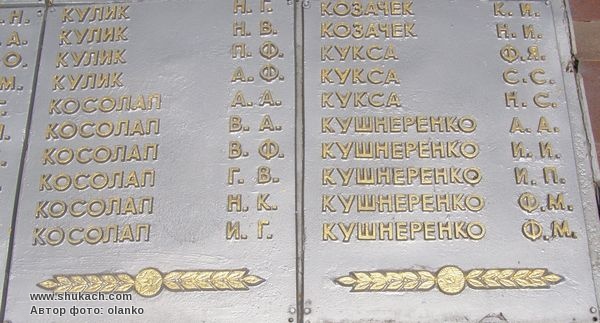 КУЛИК Н. Г.
КУЛИК Н. В.
КУЛИК П. Ф.
КУЛИК А. Ф.
КОСОЛАП А. А.
КОСОЛАП В. А.
КОСОЛАП В. Ф.
КОСОЛАП Г. В.
КОСОЛАП Н. К.
КОСОЛАП И. Г.
КОЗАЧЕК К. И.
КОЗАЧЕК Н. И.
КУКСА Ф. Я.
КУКСА С. С.
КУКСА Н. С.
КУШНЕРЕНКО А. А.
КУШНЕРЕНКО И. И.
КУШНЕРЕНКО И. П.
КУШНЕРЕНКО Ф. М.
КУШНЕРЕНКО Ф. М.
www.shukach.com
Автор фото: olanko